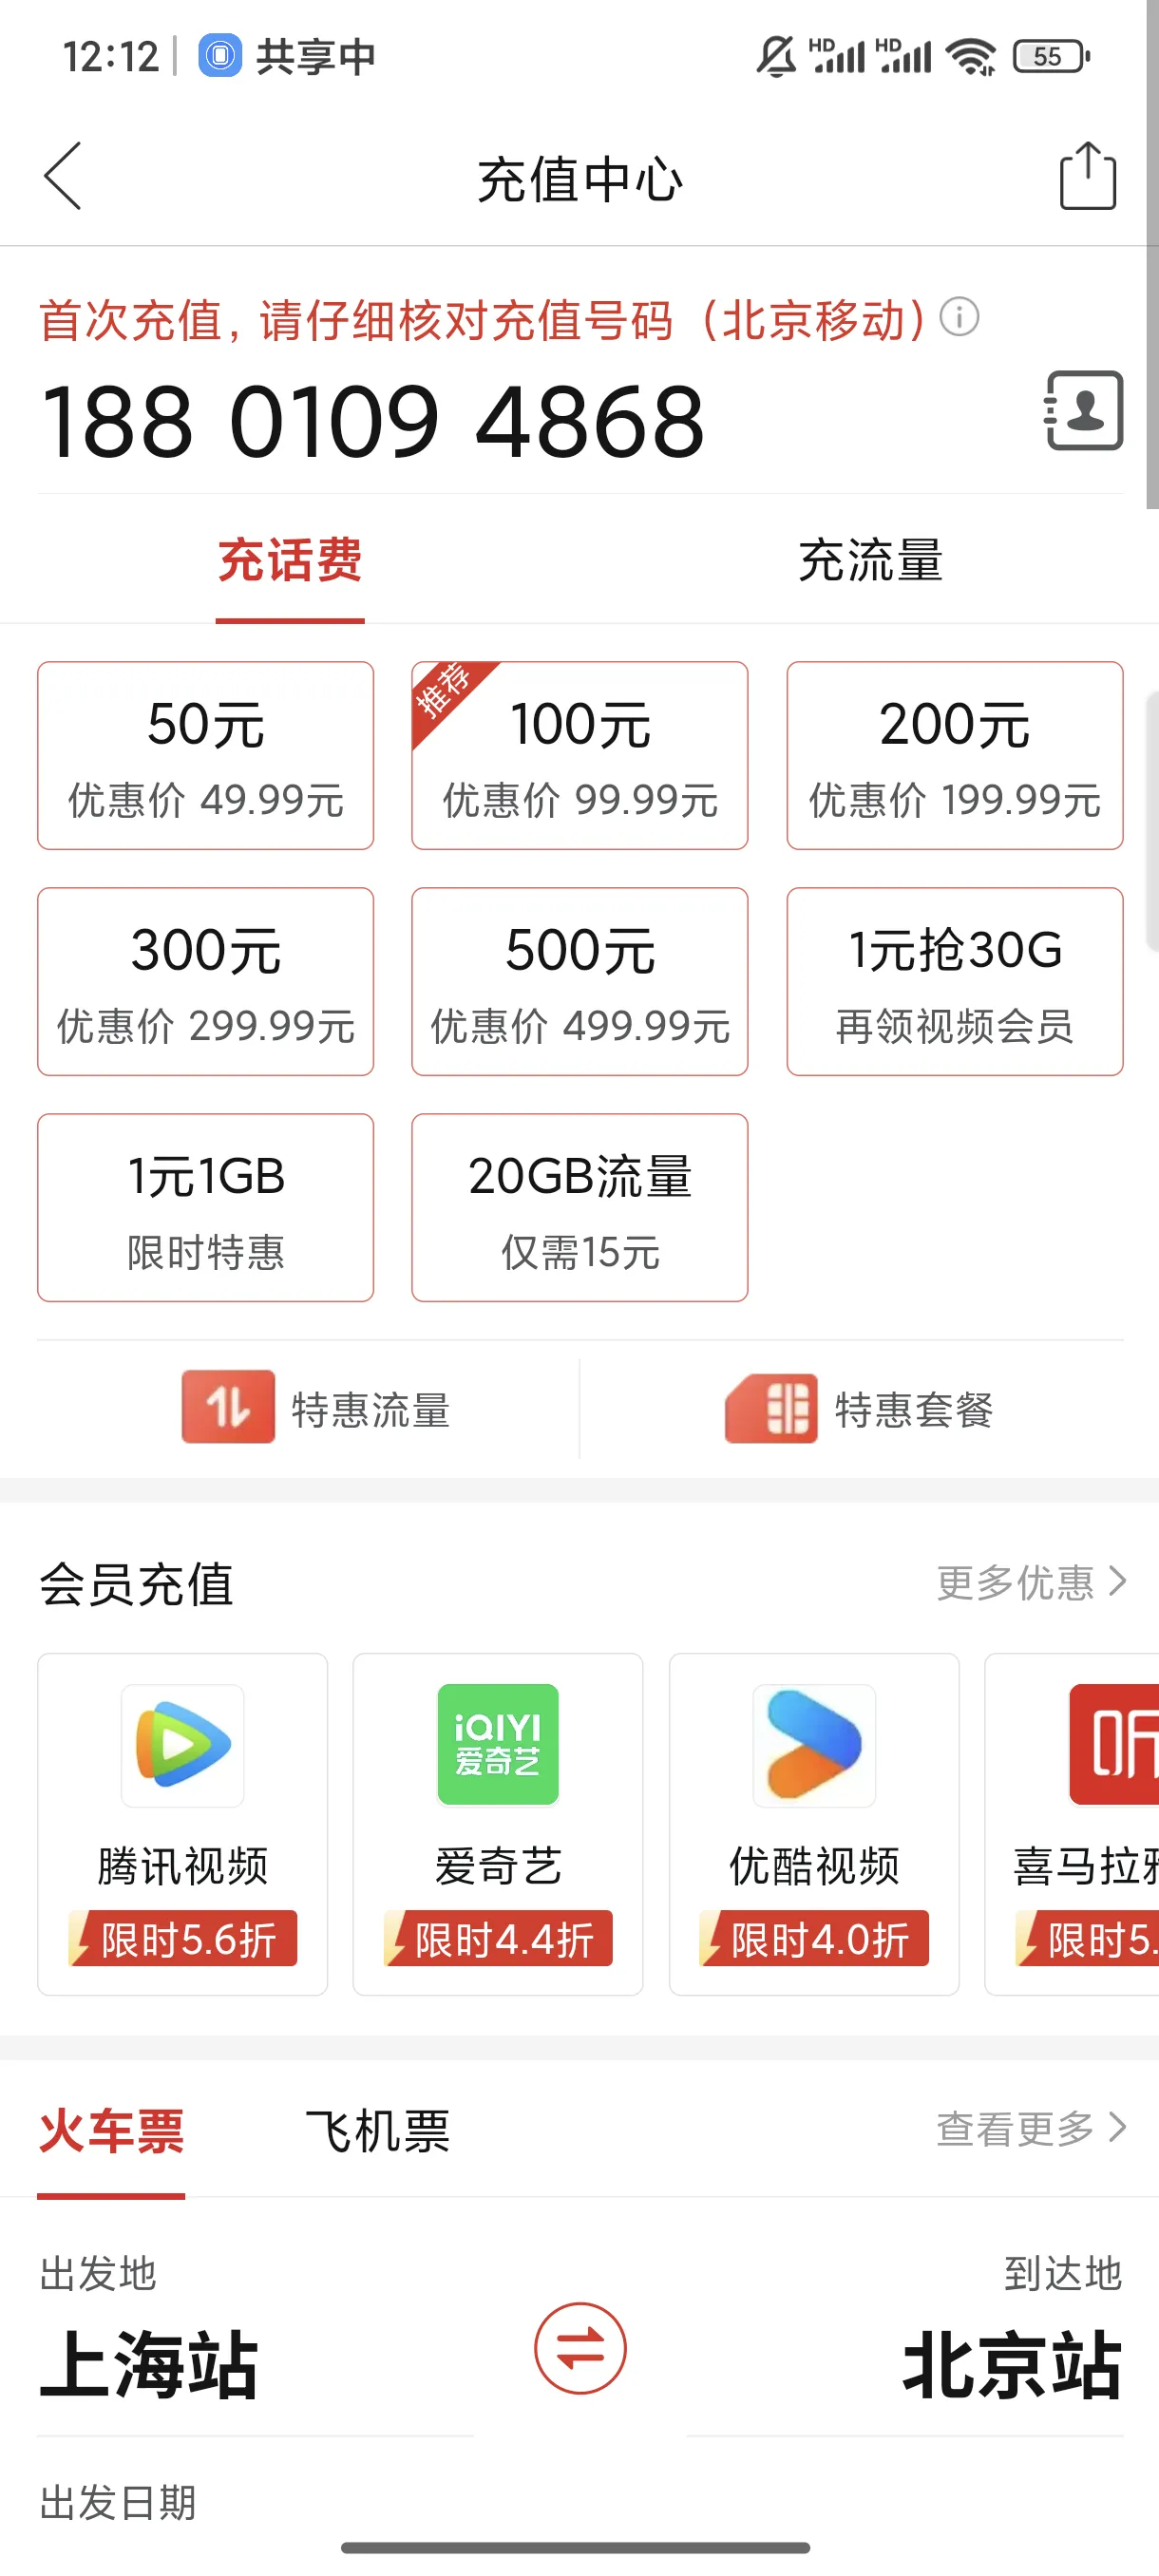 12:12 共享中 HD HD 55
充值中心
首次充值,请仔细核对充值号码(北京移动)
188 0109 4868
充话费 充流量
推荐
50元 100元 200元
优惠价 49.99元 优惠价 99.99元 优惠价 199.99元
300元 500元 1元抢30G
优惠价 299.99元 优惠价 499.99元 再领视频会员
1元1GB 20GB流量
限时特惠 仅需15元
特惠流量 特惠套餐
会员充值 更多优惠
iQIYI
爱奇艺
听
腾讯视频 爱奇艺 优酷视频 喜马拉雅
限时5.6折 限时4.4折 限时4.0折 限时5.
火车票 飞机票 查看更多
出发地 到达地
上海站 北京站
出发日期